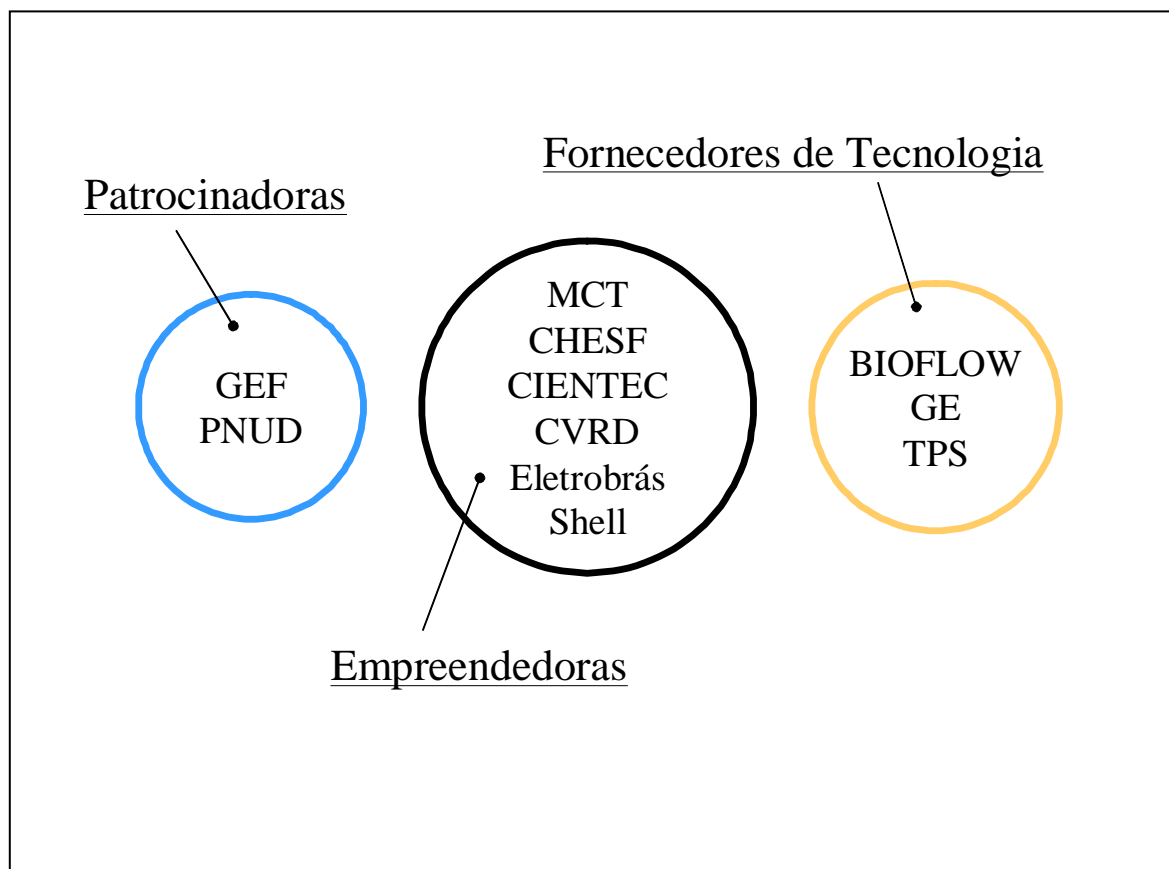 Fornecedores de Tecnologia
Patrocinadoras
GEF
PNUD
MCT
CHESF
CIENTEC
CVRD
Eletrobrás
Shell
BIOFLOW
GE
TPS
Empreendedoras